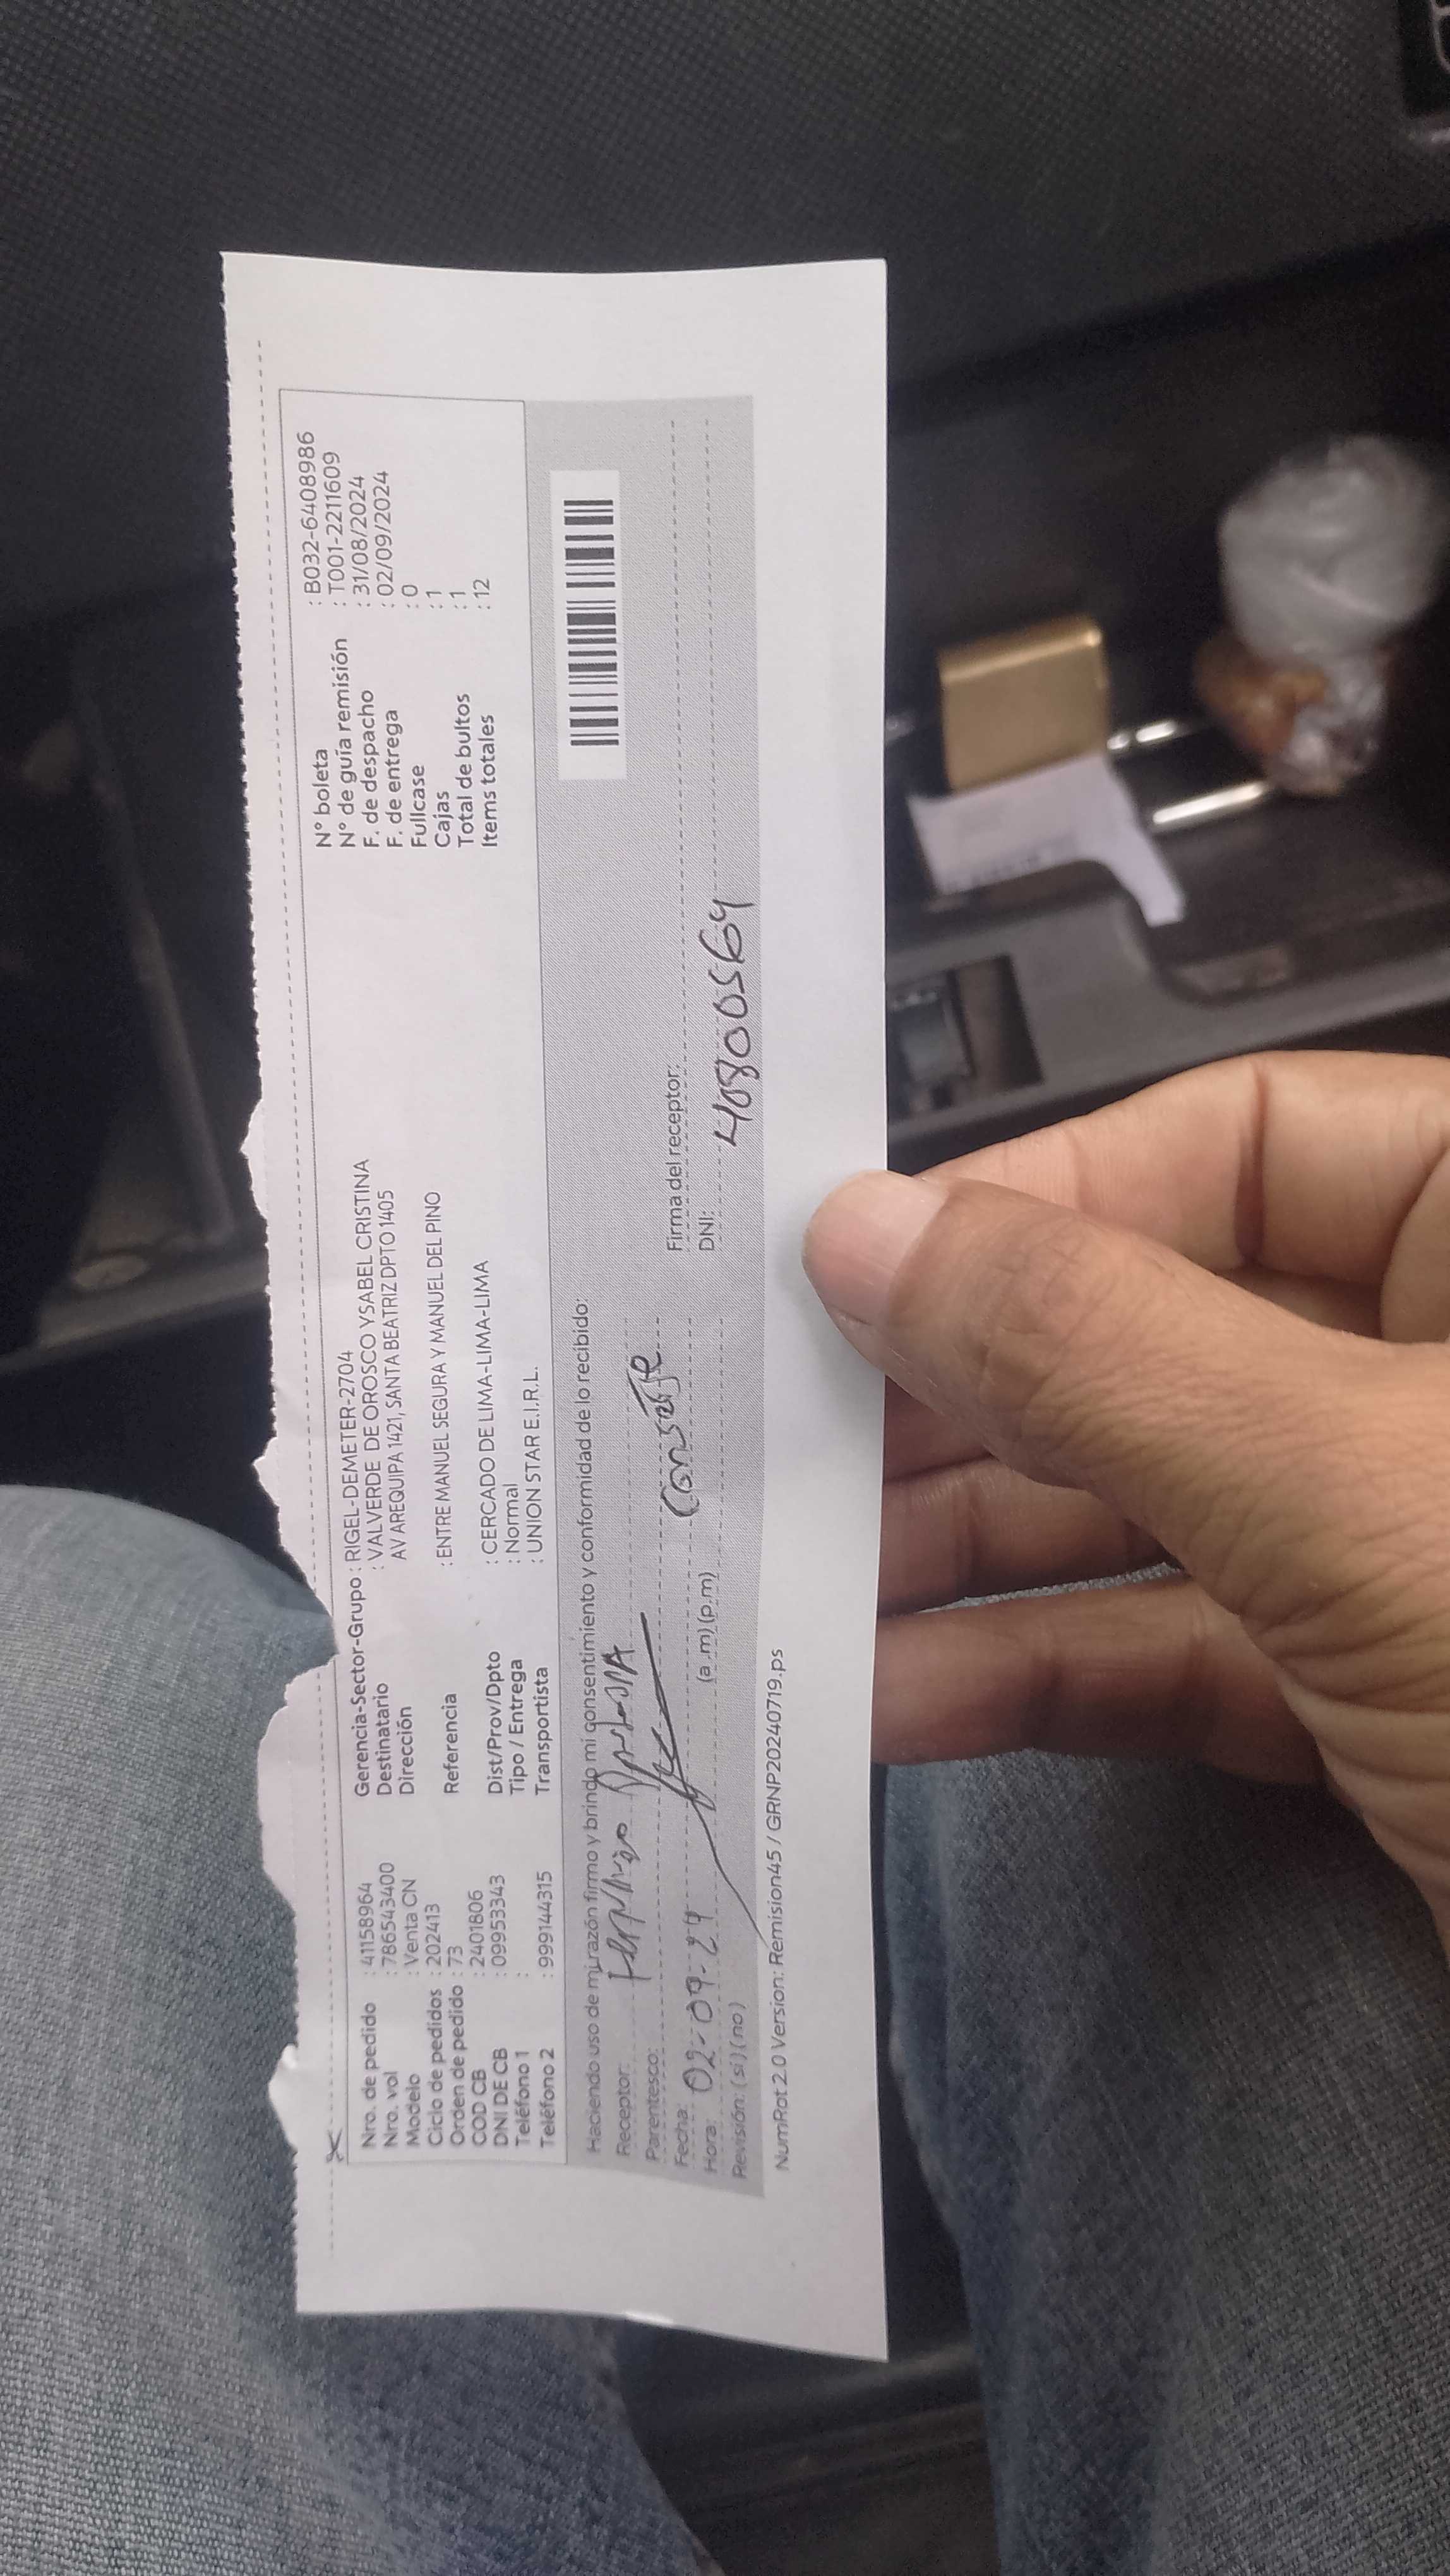 Nro. de pedido : 41158964 Gerencia-Sector-Grupo : RIGEL-DEMETER-2704 N° boleta : B032-6408986
Nro. vol : 786543400 Destinatario : VALVERDE DE OROSCO YSABEL CRISTINA N° de guía remisión : T001-2211609
Modelo : Venta CN Dirección AV AREQUIPA 1421, SANTA BEATRIZ DPTO 1405 F. de despacho : 31/08/2024
Ciclo de pedidos : 202413 F. de entrega : 02/09/2024
Orden de pedido : 73 Referencia : ENTRE MANUEL SEGURA Y MANUEL DEL PINO Fullcase : 0
COD CB : 2401806 Cajas : 1
DNI DE CB : 09953343 Dist/Prov/Dpto : CERCADO DE LIMA-LIMA-LIMA Total de bultos : 1
Teléfono 1 : Tipo / Entrega : Normal Items totales : 12
Teléfono 2 : 999144315 Transportista : UNION STAR E.I.R.L.
Haciendo uso de mi razón firmo y brindo mi consentimiento y conformidad de lo recibido:
Receptor:
Parentesco: Conserje
Fecha: 02-09-24 Firma del receptor:
Hora: (a.m) (p.m) DNI: 40800564
Revisión: (si) (no)
NumRot 2.0 Version: Remision45 / GRNP20240719.ps